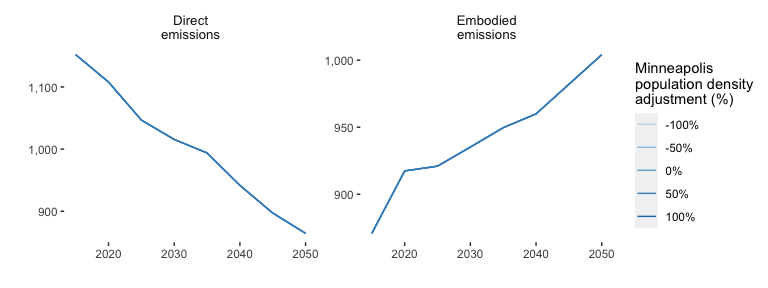 Direct
emissions
Embodied
emissions
1,100
1,000
900
2020
2030
2040
2050
1,000
950
900
2020
2030
2040
2050
Minneapolis
population density
adjustment (%)
-100%
-50%
0%
50%
100%